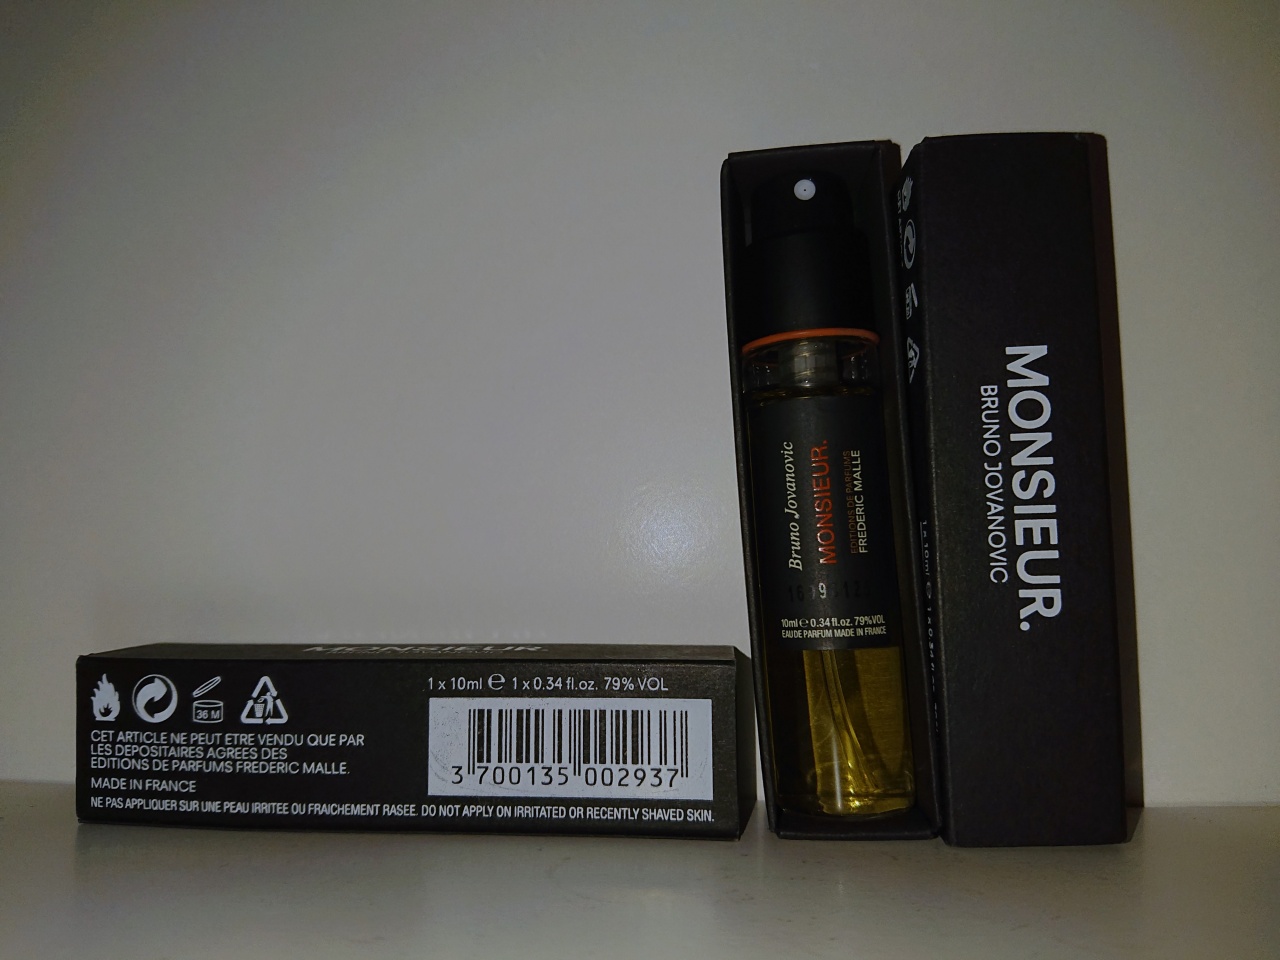 MONSIEUR.
36 M
1 x 10ml ℮ 1 x 0.34 fl.oz. 79% VOL
CET ARTICLE NE PEUT ETRE VENDU QUE PAR
LES DEPOSITAIRES AGREES DES
EDITIONS DE PARFUMS FREDERIC MALLE.
MADE IN FRANCE
3 700135 002937
NE PAS APPLIQUER SUR UNE PEAU IRRITEE OU FRAICHEMENT RASEE. DO NOT APPLY ON IRRITATED OR RECENTLY SHAVED SKIN.
Bruno Jovanovic
MONSIEUR.
EDITIONS DE PARFUMS
FREDERIC MALLE
10ml ℮ 0.34 fl.oz. 79%VOL
EAU DE PARFUM MADE IN FRANCE
MONSIEUR.
BRUNO JOVANOVIC